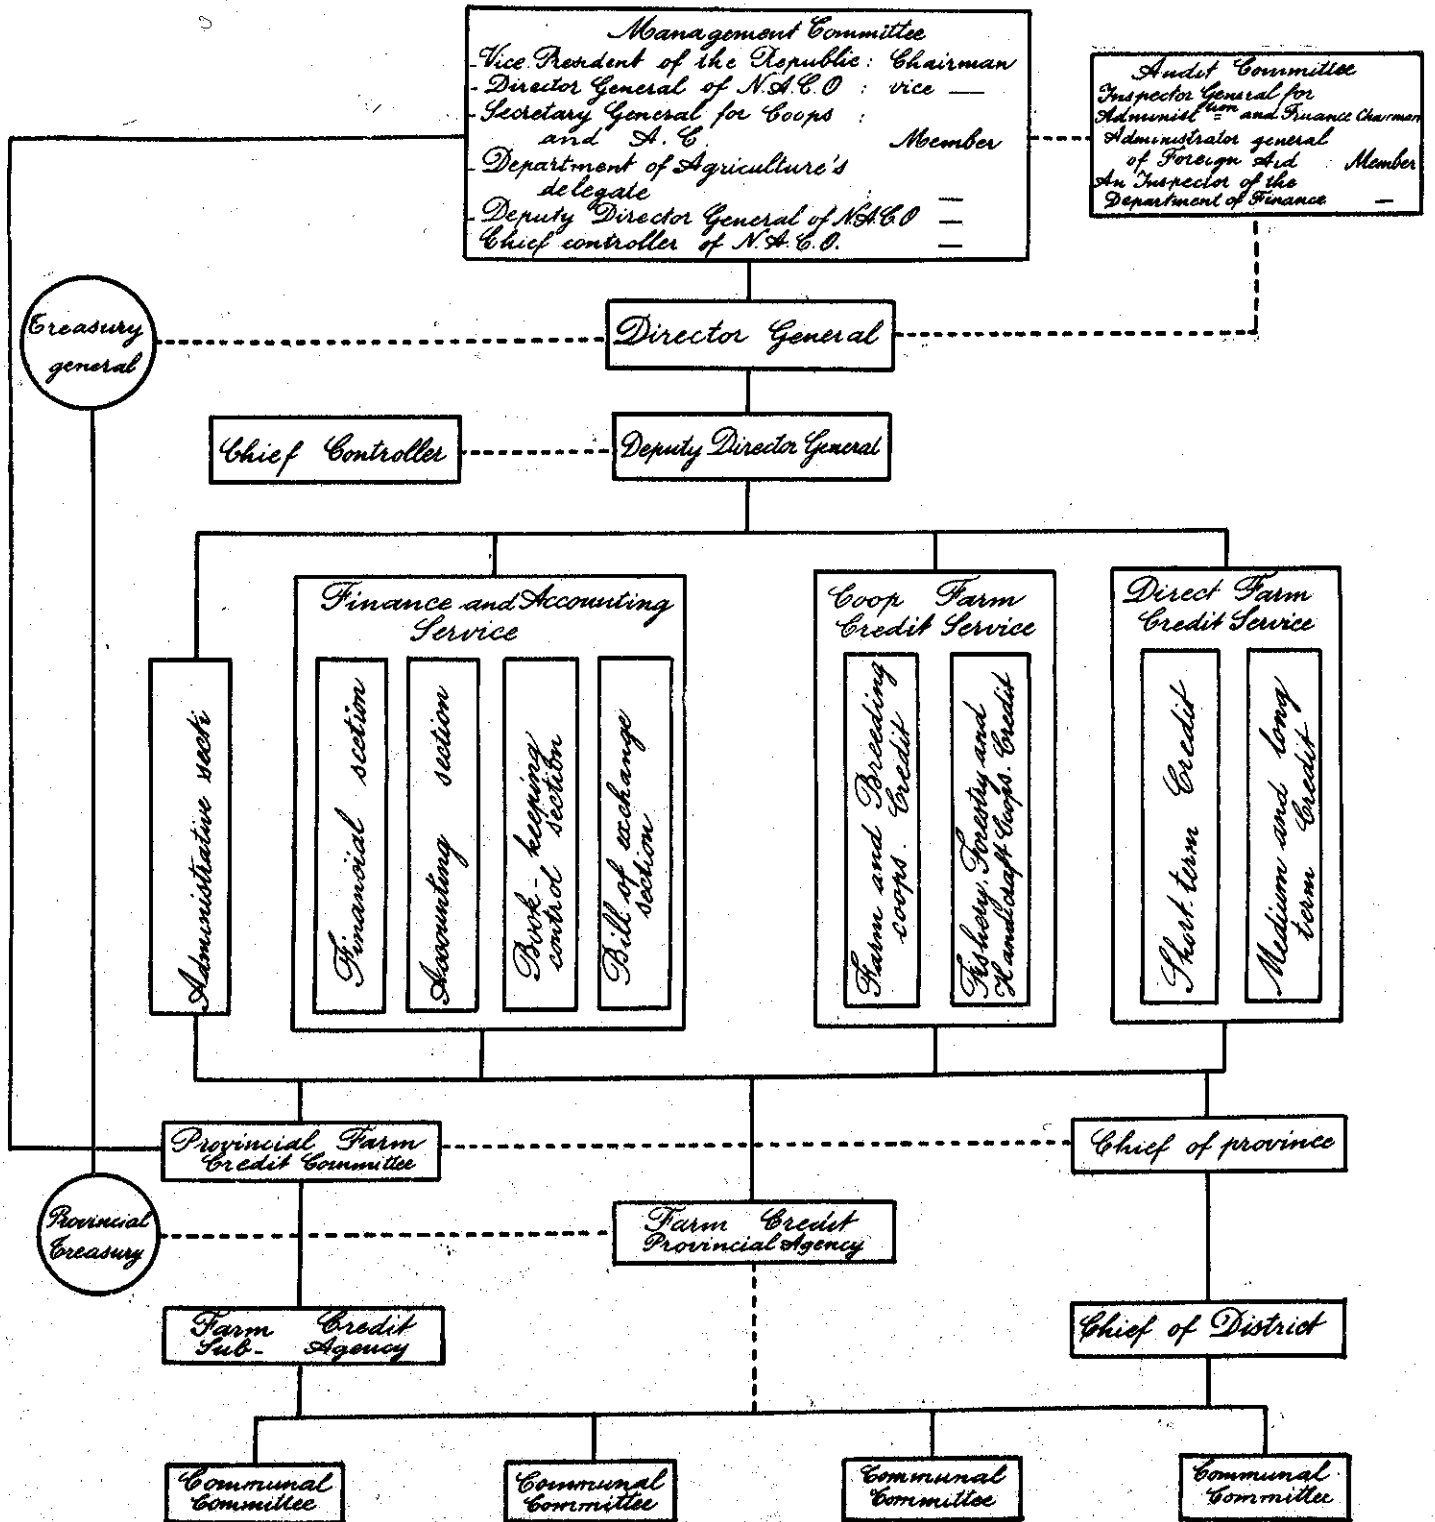 Management Committee
- Vice President of the Republic : Chairman
- Director General of N.A.C.O : vice —
- Secretary General for Coops :
and A.C. Member
- Department of Agriculture's
delegate : —
- Deputy Director General of N.A.C.O —
Chief controller of N.A.C.O. —
Audit Committee
Inspector General for
Administ tion = and Finance Chairman
Administrator general
of Foreign Aid : Member
An Inspector of the
Department of Finance —
Treasury
general
Director General
Chief Controller
Deputy Director General
Administrative secti
Finance and Accounting
Service
Financial section
Accounting section
Book-keeping
control section
Bill of exchange
section
Coop Farm
Credit Service
Farm and Breeding
coops. Credit
Fishery, Forestry and
Handicraft Coops. Credit
Direct Farm
Credit Service
Short. term Credit
Medium and long
term Credit
Provincial Farm
Credit Committee
Chief of province
Provincial
Treasury
Farm Credit
Provincial Agency
Farm Credit
Sub- Agency
Chief of District
Communal
Committee
Communal
Committee
Communal
Committee
Communal
Committee